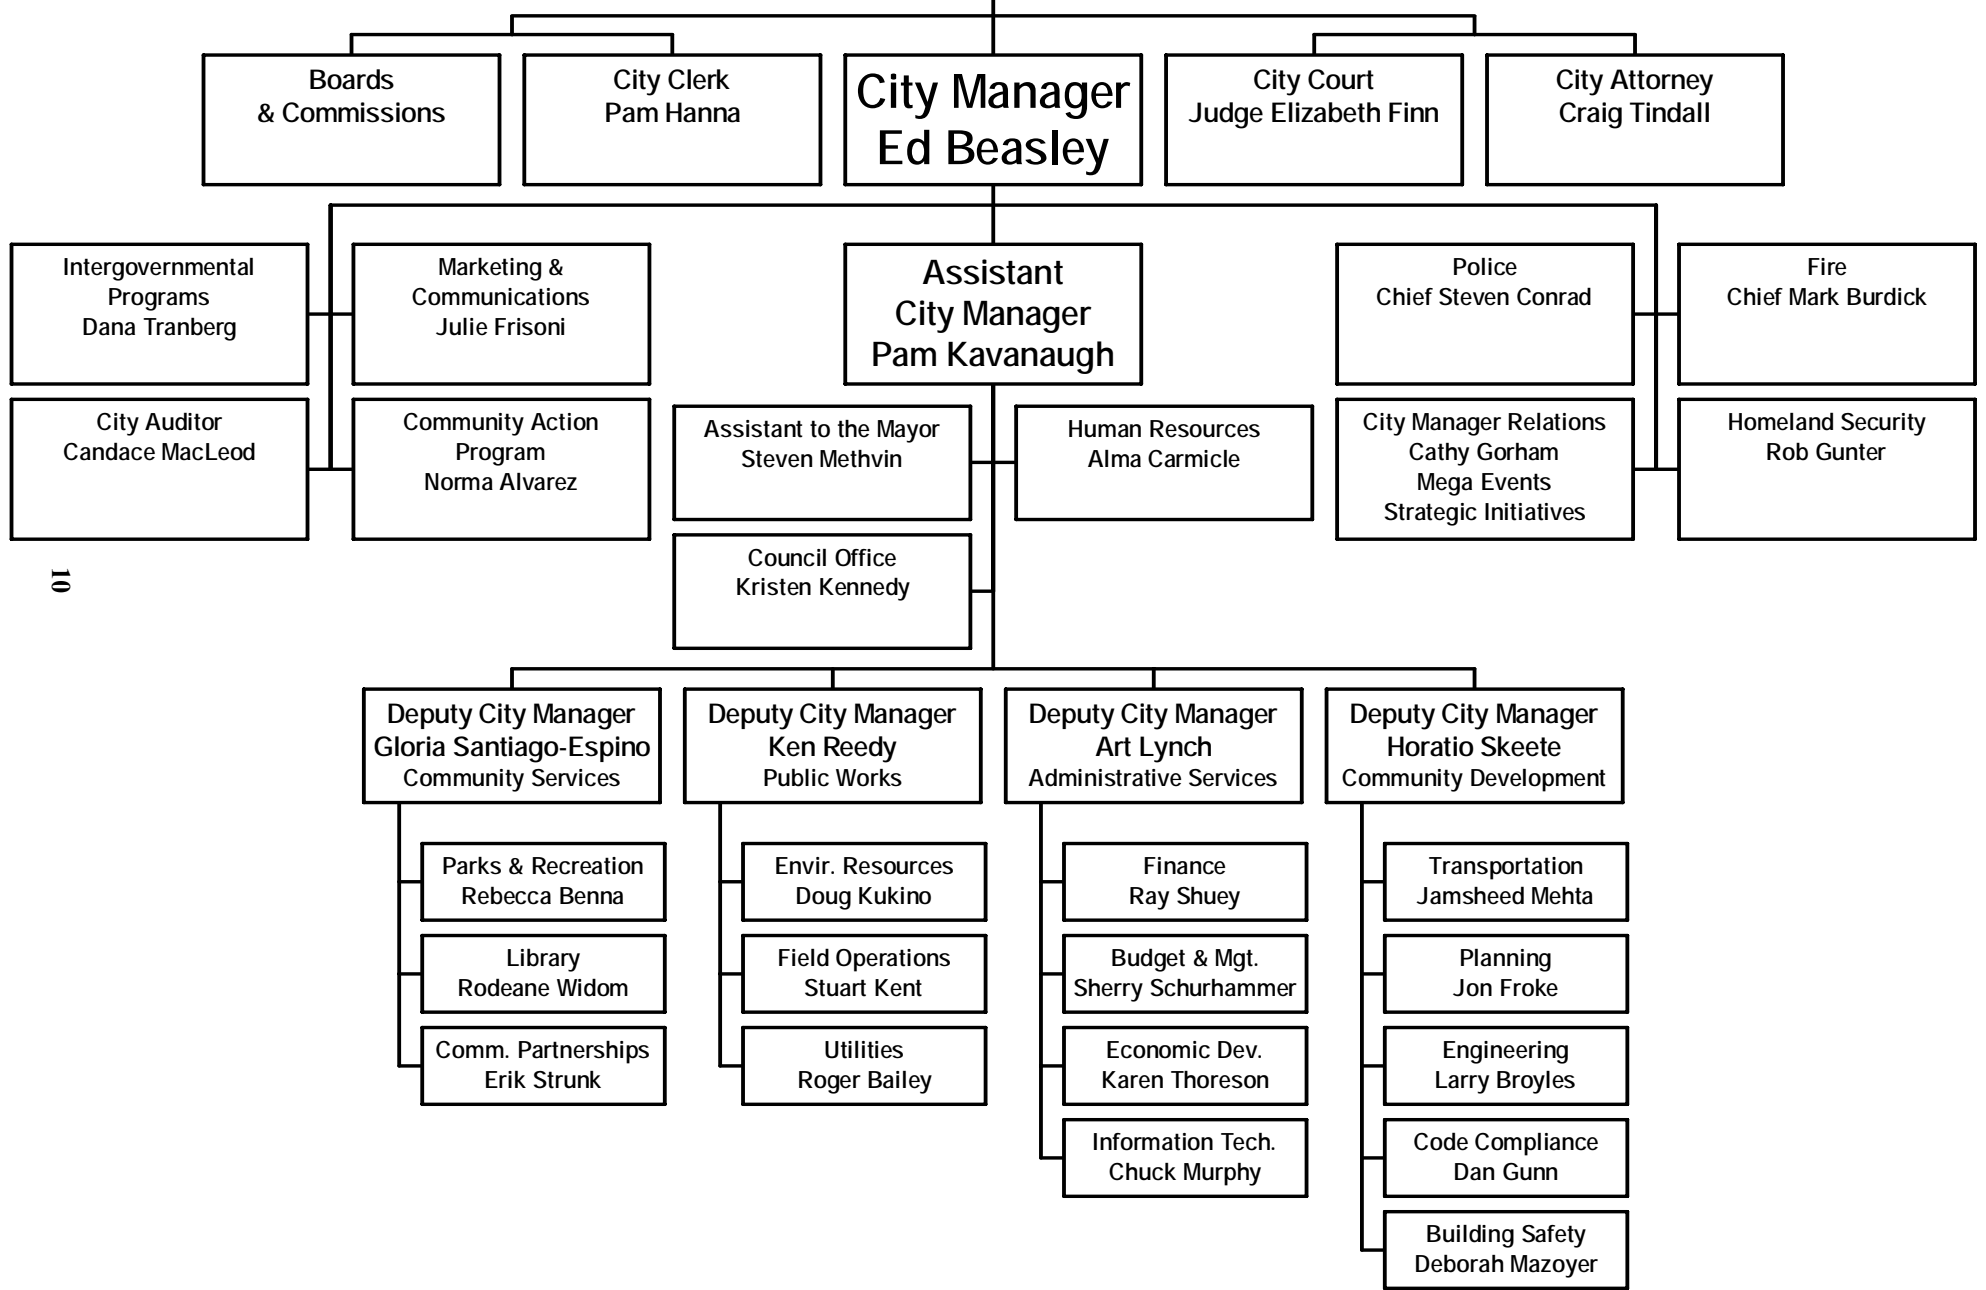 Boards
& Commissions
City Clerk
Pam Hanna
City Manager
Ed Beasley
City Court
Judge Elizabeth Finn
City Attorney
Craig Tindall
Intergovernmental
Programs
Dana Tranberg
Marketing &
Communications
Julie Frisoni
Assistant
City Manager
Pam Kavanaugh
Police
Chief Steven Conrad
Fire
Chief Mark Burdick
City Auditor
Candace MacLeod
Community Action
Program
Norma Alvarez
Assistant to the Mayor
Steven Methvin
Human Resources
Alma Carmicle
City Manager Relations
Cathy Gorham
Mega Events
Strategic Initiatives
Homeland Security
Rob Gunter
Council Office
Kristen Kennedy
10
Deputy City Manager
Gloria Santiago-Espino
Community Services
Deputy City Manager
Ken Reedy
Public Works
Deputy City Manager
Art Lynch
Administrative Services
Deputy City Manager
Horatio Skeete
Community Development
Parks & Recreation
Rebecca Benna
Library
Rodeane Widom
Comm. Partnerships
Erik Strunk
Envir. Resources
Doug Kukino
Field Operations
Stuart Kent
Utilities
Roger Bailey
Finance
Ray Shuey
Budget & Mgt.
Sherry Schurhammer
Economic Dev.
Karen Thoreson
Information Tech.
Chuck Murphy
Transportation
Jamsheed Mehta
Planning
Jon Froke
Engineering
Larry Broyles
Code Compliance
Dan Gunn
Building Safety
Deborah Mazoyer